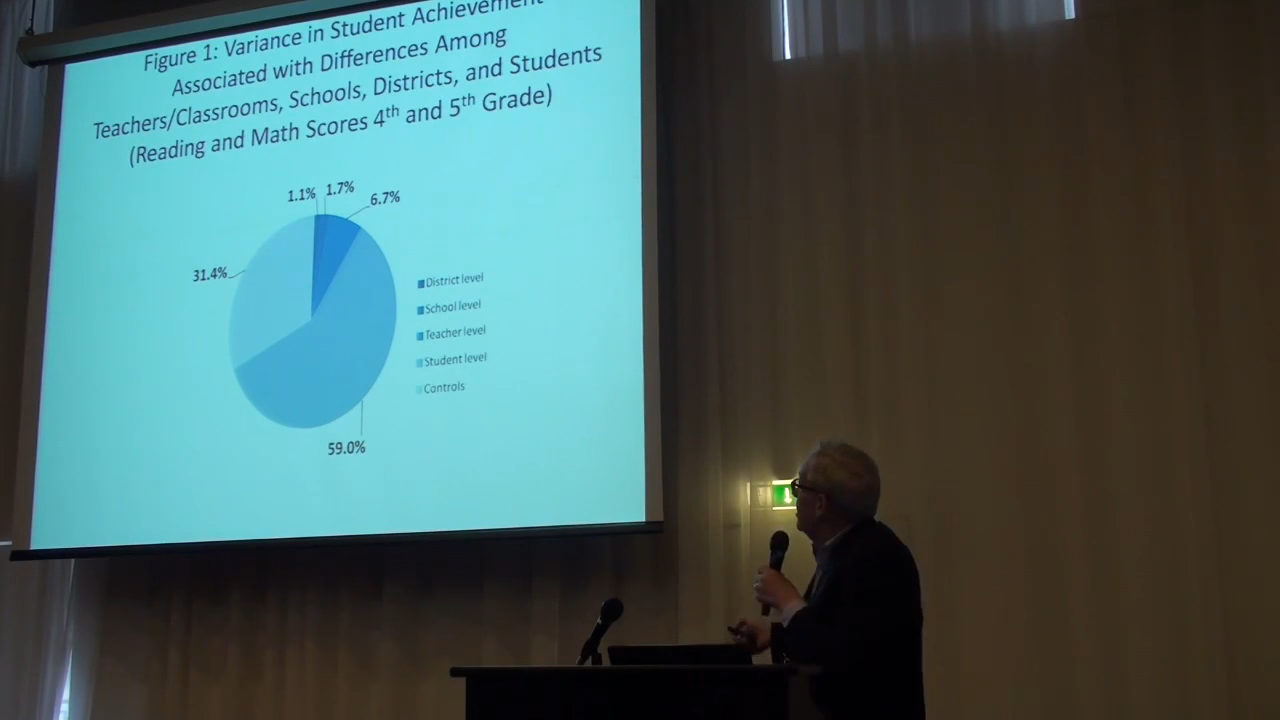 Figure 1: Variance in Student Achievement
Associated with Differences Among
Teachers/Classrooms, Schools, Districts, and Students
(Reading and Math Scores 4th and 5th Grade)
1.1% 1.7% 6.7%
31.4%
District level
School level
Teacher level
Student level
Controls
59.0%